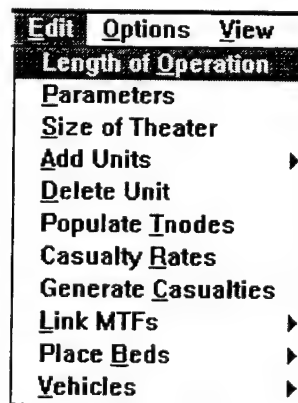 Edit Options View
Length of Operation
Parameters
Size of Theater
Add Units
Delete Unit
Populate Tnodes
Casualty Rates
Generate Casualties
Link MTFs
Place Beds
Vehicles